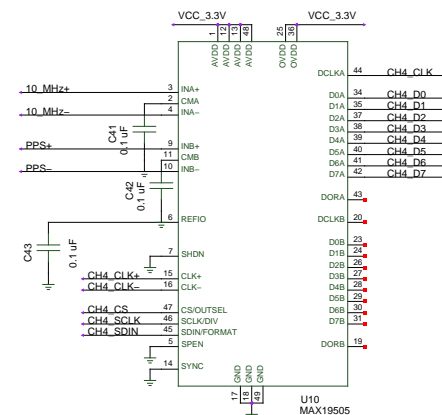 VCC_3.3V VCC_3.3V
1 12 13 48 25 36
AVDD AVDD AVDD AVDD OVDD OVDD
DCLKA 44 CH4_CLK
10_MHz+ 3 INA+
2 CMA
10_MHz− 4 INA−
D0A 34 CH4_D0
D1A 35 CH4_D1
D2A 37 CH4_D2
D3A 38 CH4_D3
D4A 39 CH4_D4
D5A 40 CH4_D5
D6A 41 CH4_D6
D7A 42 CH4_D7
C41
0.1 uF
PPS+ 9 INB+
11 CMB
PPS− 10 INB−
C42
0.1 uF
DORA 43
6 REFIO
DCLKB 20
C43
0.1 uF
7 SHDN
D0B 23
D1B 24
D2B 26
D3B 27
D4B 28
D5B 29
D6B 30
D7B 31
CH4_CLK+ 15 CLK+
CH4_CLK− 16 CLK−
CH4_CS 47 CS/OUTSEL
CH4_SCLK 46 SCLK/DIV
CH4_SDIN 45 SDIN/FORMAT
5 SPEN
DORB 19
14 SYNC
GND GND GND
17 18 49
U10
MAX19505